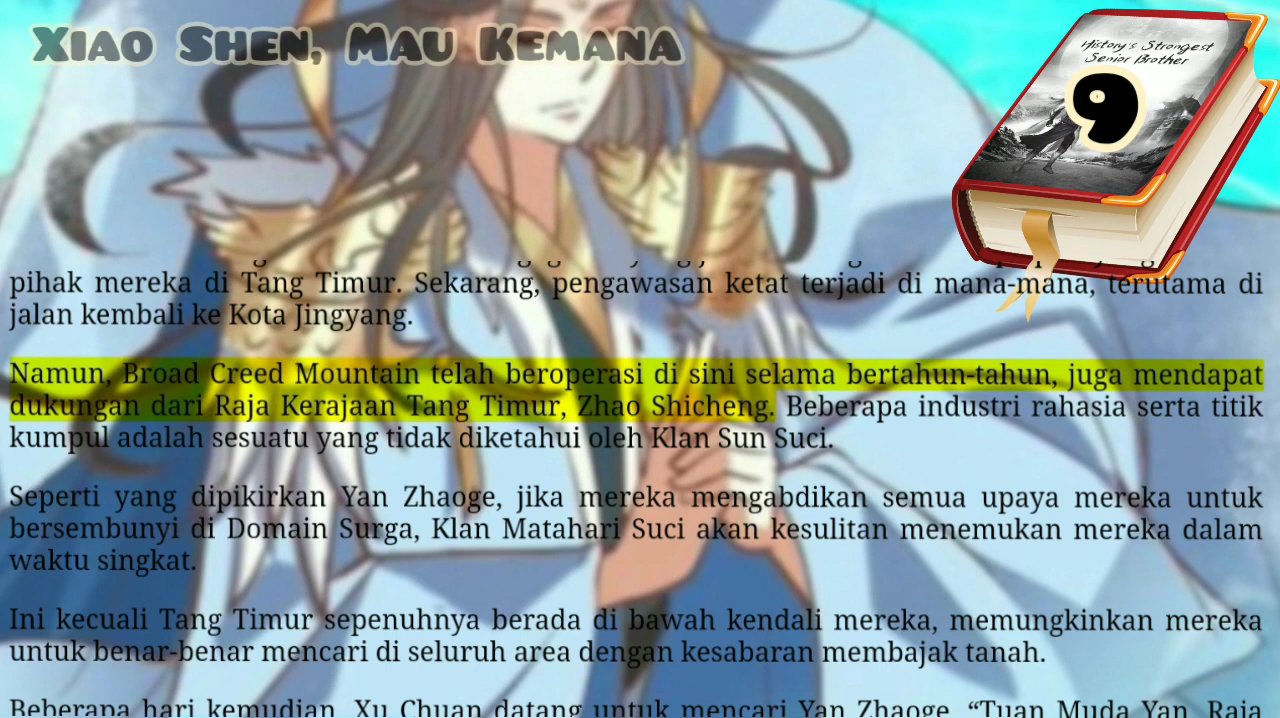 Xiao Shen, Mau Kemana
History's Strongest
Senior Brother
9
pihak mereka di Tang Timur. Sekarang, pengawasan ketat terjadi di mana-mana, terutama di
jalan kembali ke Kota Jingyang.
Namun, Broad Creed Mountain telah beroperasi di sini selama bertahun-tahun, juga mendapat
dukungan dari Raja Kerajaan Tang Timur, Zhao Shicheng. Beberapa industri rahasia serta titik
kumpul adalah sesuatu yang tidak diketahui oleh Klan Sun Suci.
Seperti yang dipikirkan Yan Zhaoge, jika mereka mengabdikan semua upaya mereka untuk
bersembunyi di Domain Surga, Klan Matahari Suci akan kesulitan menemukan mereka dalam
waktu singkat.
Ini kecuali Tang Timur sepenuhnya berada di bawah kendali mereka, memungkinkan mereka
untuk benar-benar mencari di seluruh area dengan kesabaran membajak tanah.
Beberapa hari kemudian, Xu Chuan datang untuk mencari Yan Zhaoge, “Tuan Muda Yan, Raja